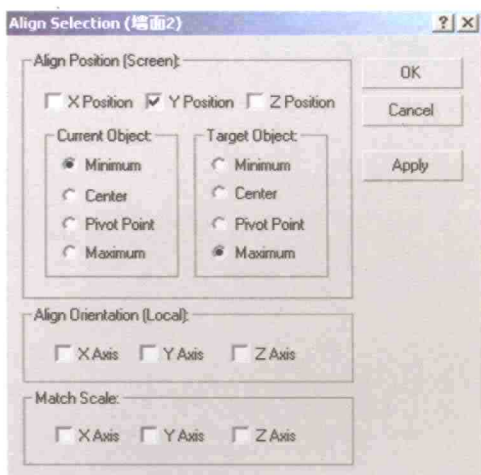 Align Selection (墙面2)
Align Position (Screen):
OK
X Position Y Position Z Position
Cancel
Current Object: Target Object:
Minimum Minimum
Apply
Center Center
Pivot Point Pivot Point
Maximum Maximum
Align Orientation (Local):
X Axis Y Axis Z Axis
Match Scale:
X Axis Y Axis Z Axis